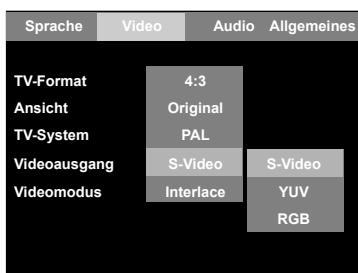 Sprache Video Audio Allgemeines
TV-Format 4:3
Ansicht Original
TV-System PAL
Videoausgang S-Video S-Video
Videomodus Interlace YUV
RGB